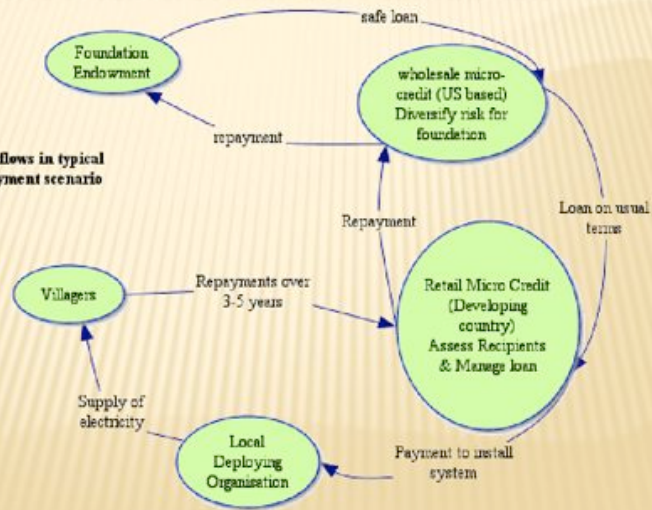 safe loan
Foundation
Endowment
wholesale micro-
credit (US based)
Diversify risk for
foundation
repayment
flows in typical
yment scenario
Repayment
Loan on usual
terms
Villagers
Repayments over
3-5 years
Retail Micro Credit
(Developing
country)
Assess Recipients
& Manage loan
Supply of
electricity
Local
Deploying
Organisation
Payment to install
system